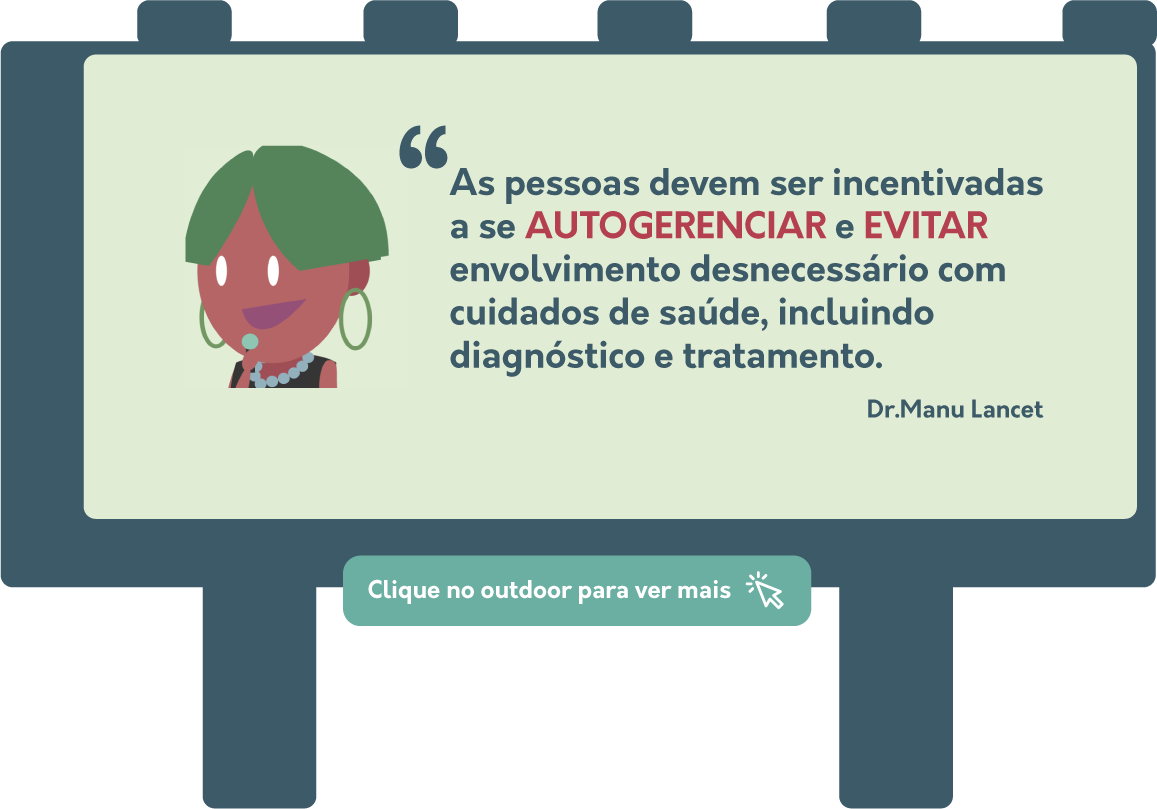 “As pessoas devem ser incentivadas
a se AUTOGERENCIAR e EVITAR
envolvimento desnecessário com
cuidados de saúde, incluindo
diagnóstico e tratamento.
Dr.Manu Lancet
Clique no outdoor para ver mais